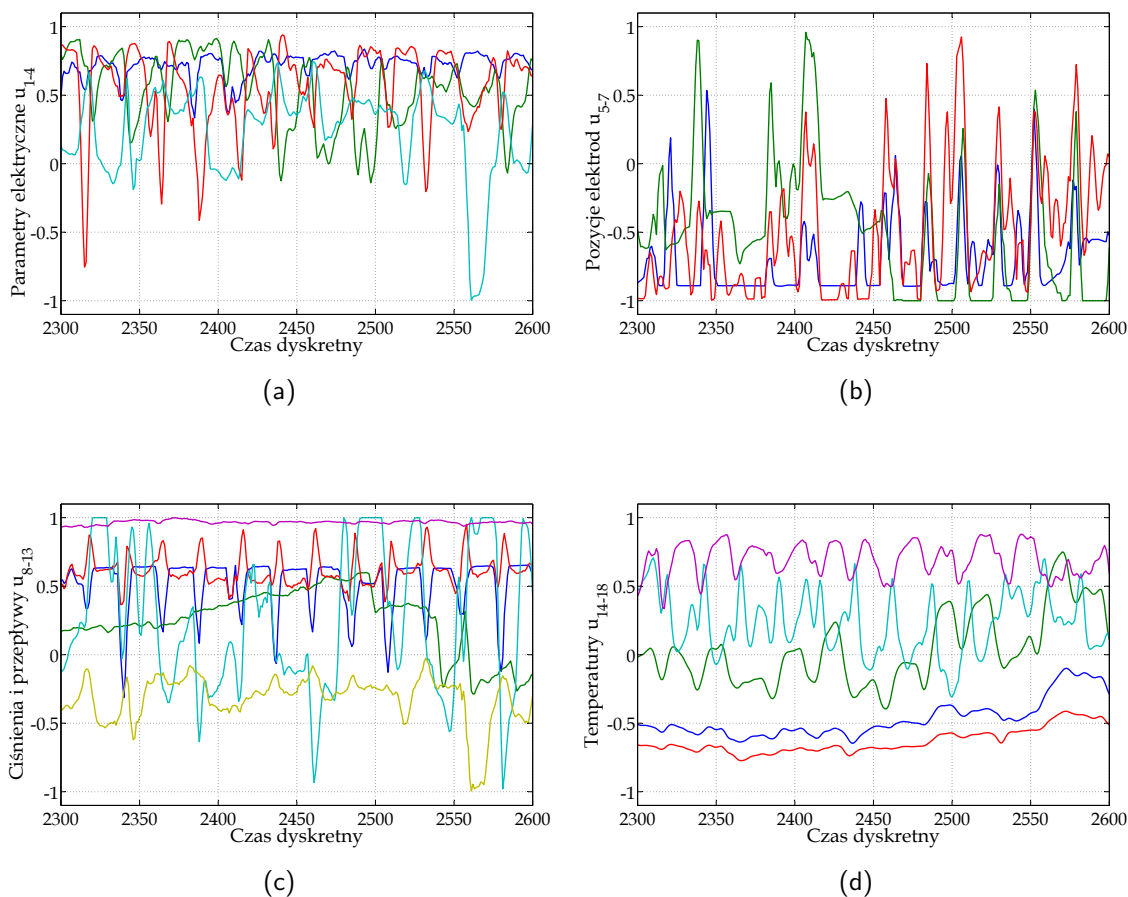 1
0.5
0
-0.5
-1
2300 2350 2400 2450 2500 2550 2600
Czas dyskretny
Parametry elektryczne u1-4
(a)
1
0.5
0
-0.5
-1
2300 2350 2400 2450 2500 2550 2600
Czas dyskretny
Pozycje elektrod u5-7
(b)
1
0.5
0
-0.5
-1
2300 2350 2400 2450 2500 2550 2600
Czas dyskretny
Ciśnienia i przepływy u8-13
(c)
1
0.5
0
-0.5
-1
2300 2350 2400 2450 2500 2550 2600
Czas dyskretny
Temperatury u14-18
(d)